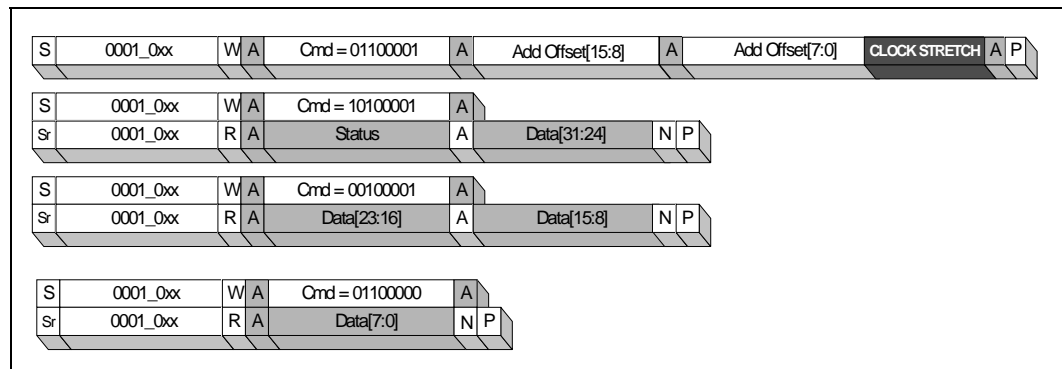 S 0001_0xx W A Cmd = 01100001 A Add Offset[15:8] A Add Offset[7:0] CLOCK STRETCH A P
S 0001_0xx W A Cmd = 10100001 A
Sr 0001_0xx R A Status A Data[31:24] N P
S 0001_0xx W A Cmd = 00100001 A
Sr 0001_0xx R A Data[23:16] A Data[15:8] N P
S 0001_0xx W A Cmd = 01100000 A
Sr 0001_0xx R A Data[7:0] N P